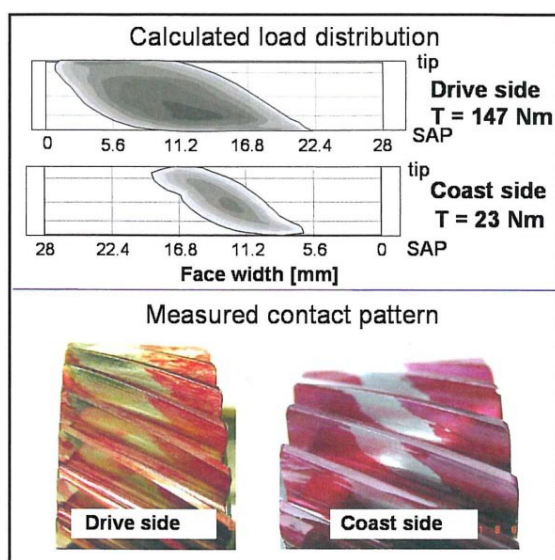 Calculated load distribution
tip
Drive side
T = 147 Nm
SAP
0 5.6 11.2 16.8 22.4 28
tip
Coast side
T = 23 Nm
28 22.4 16.8 11.2 5.6 0 SAP
Face width [mm]
Measured contact pattern
Drive side
Coast side